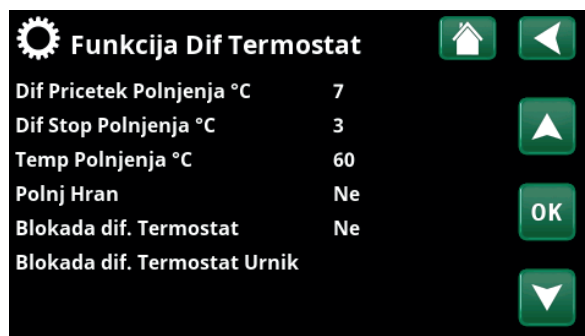 Funkcija Dif Termostat
Dif Pricetek Polnjenja °C 7
Dif Stop Polnjenja °C 3
Temp Polnjenja °C 60
Polnj Hran Ne
OK
Blokada dif. Termostat Ne
Blokada dif. Termostat Urnik